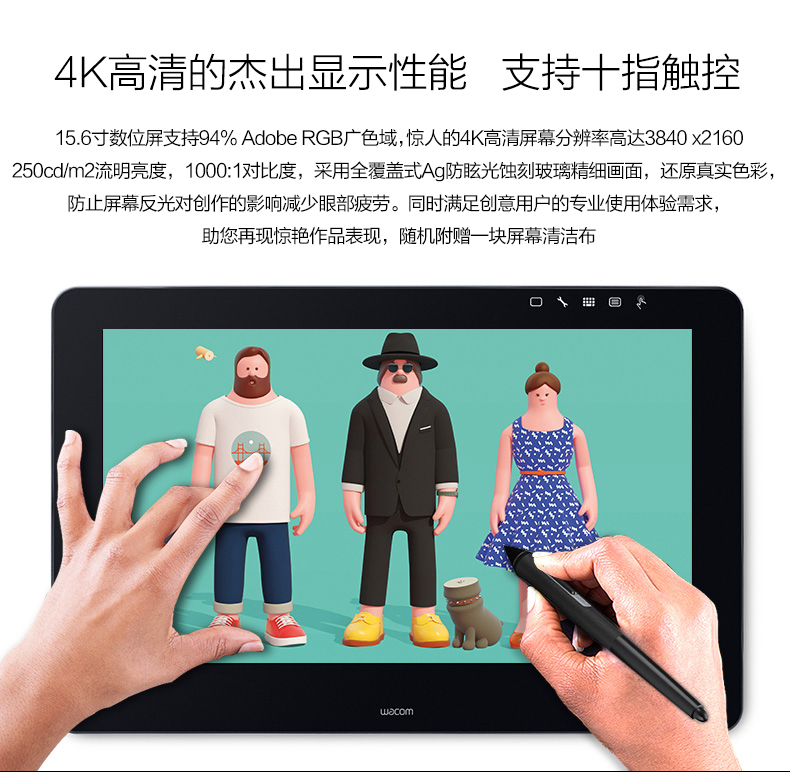 4K高清的杰出显示性能 支持十指触控
15.6寸数位屏支持94% Adobe RGB广色域,惊人的4K高清屏幕分辨率高达3840 x2160
250cd/m2流明亮度，1000:1对比度，采用全覆盖式Ag防眩光蚀刻玻璃精细画面，还原真实色彩，
防止屏幕反光对创作的影响减少眼部疲劳。同时满足创意用户的专业使用体验需求，
助您再现惊艳作品表现，随机附赠一块屏幕清洁布
wacom